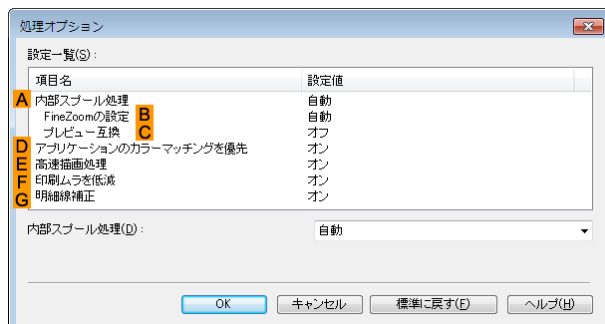 処理オプション
設定一覧(S):
項目名 設定値
A 内部スプール処理 自動
FineZoomの設定 B 自動
プレビュー互換 C オフ
D アプリケーションのカラーマッチングを優先 オン
E 高速描画処理 オン
F 印刷ムラを低減 オン
G 明細線補正 オン
内部スプール処理(D): 自動
OK キャンセル 標準に戻す(F) ヘルプ(H)